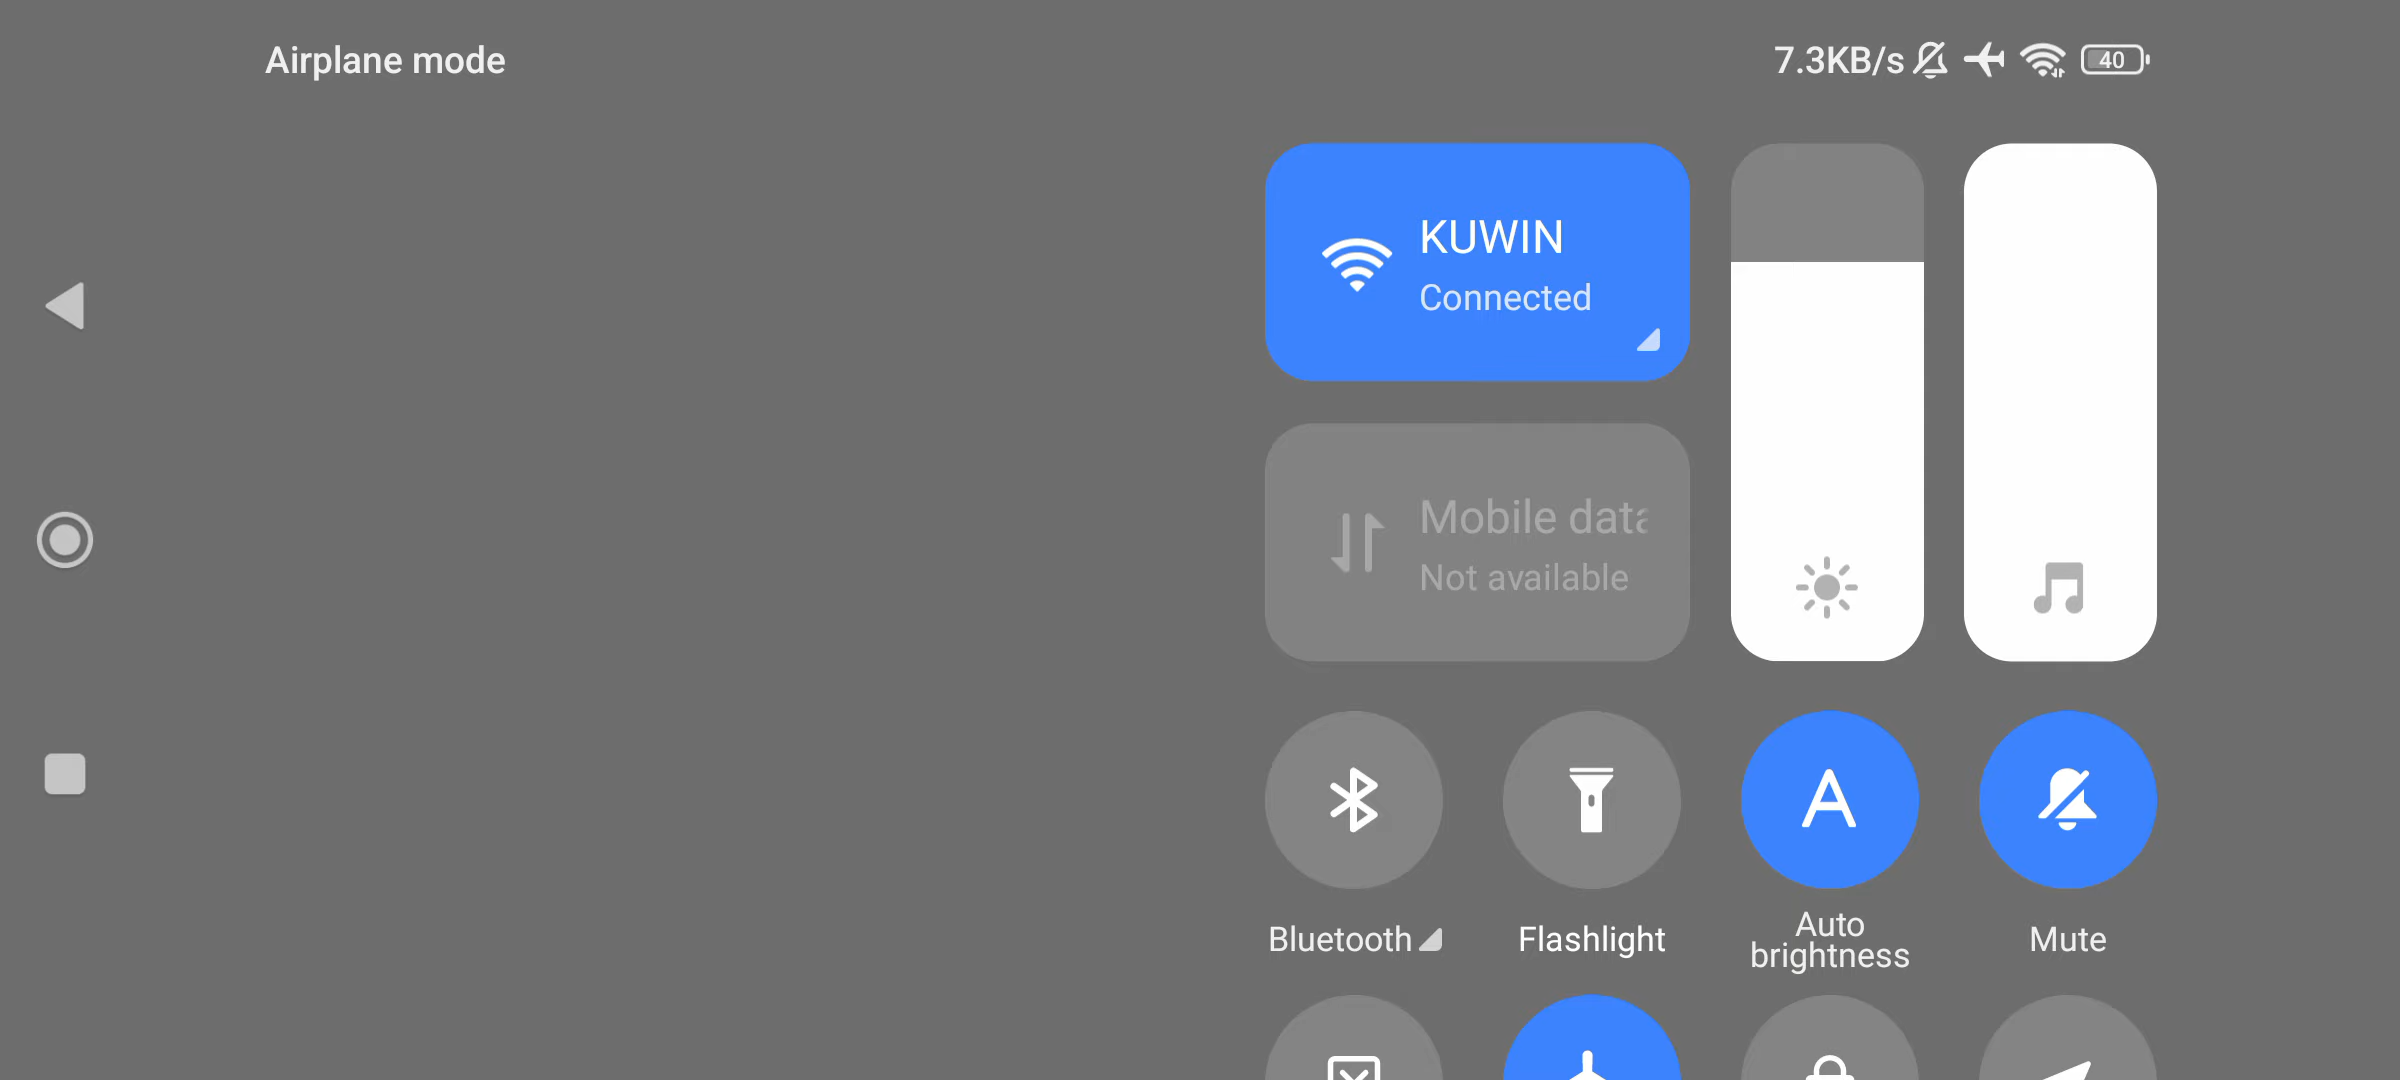 Airplane mode
7.3KB/s
40
KUWIN
Connected
Mobile data
Not available
Bluetooth
Flashlight
Auto
brightness
Mute